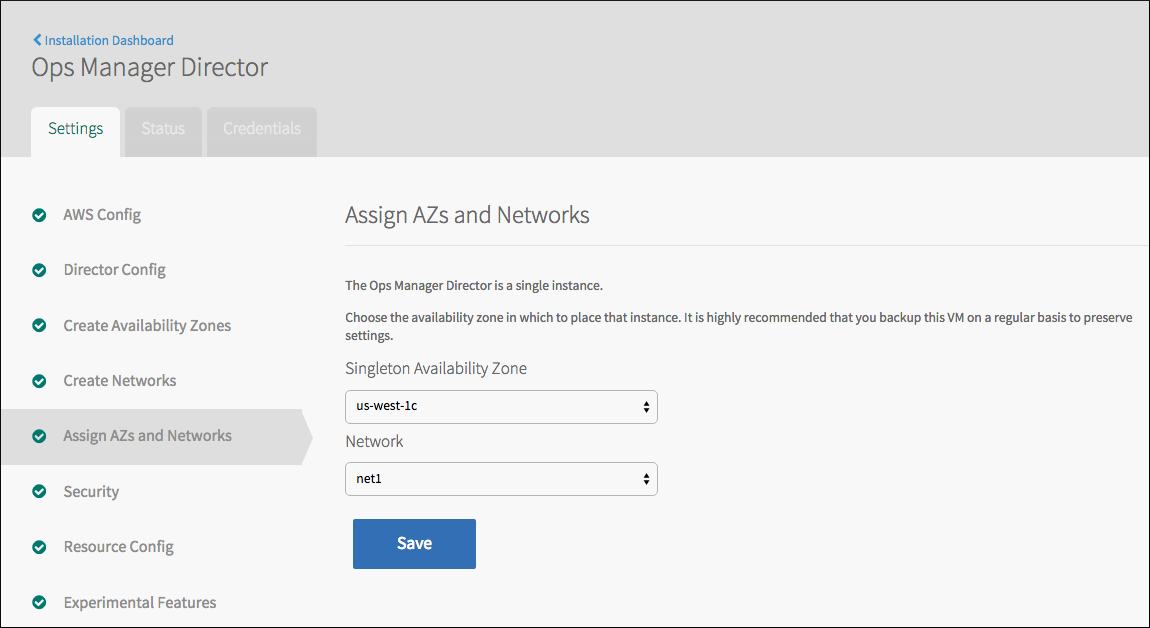 Installation Dashboard
Ops Manager Director
Settings
Status
Credentials
AWS Config
Director Config
Create Availability Zones
Create Networks
Assign AZs and Networks
Security
Resource Config
Experimental Features
Assign AZs and Networks
The Ops Manager Director is a single instance.
Choose the availability zone in which to place that instance. It is highly recommended that you backup this VM on a regular basis to preserve
settings.
Singleton Availability Zone
us-west-1c
Network
net1
Save